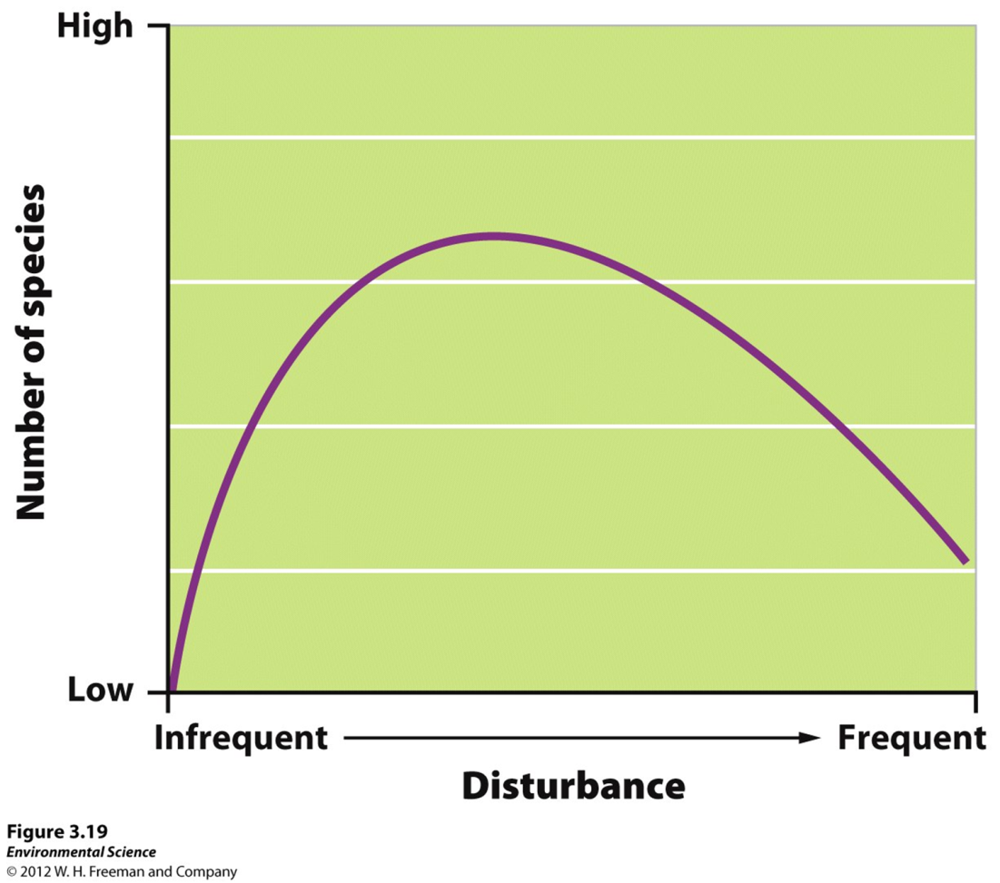 High
Number of species
Low
Infrequent
Frequent
Disturbance
Figure 3.19
Environmental Science
© 2012 W. H. Freeman and Company